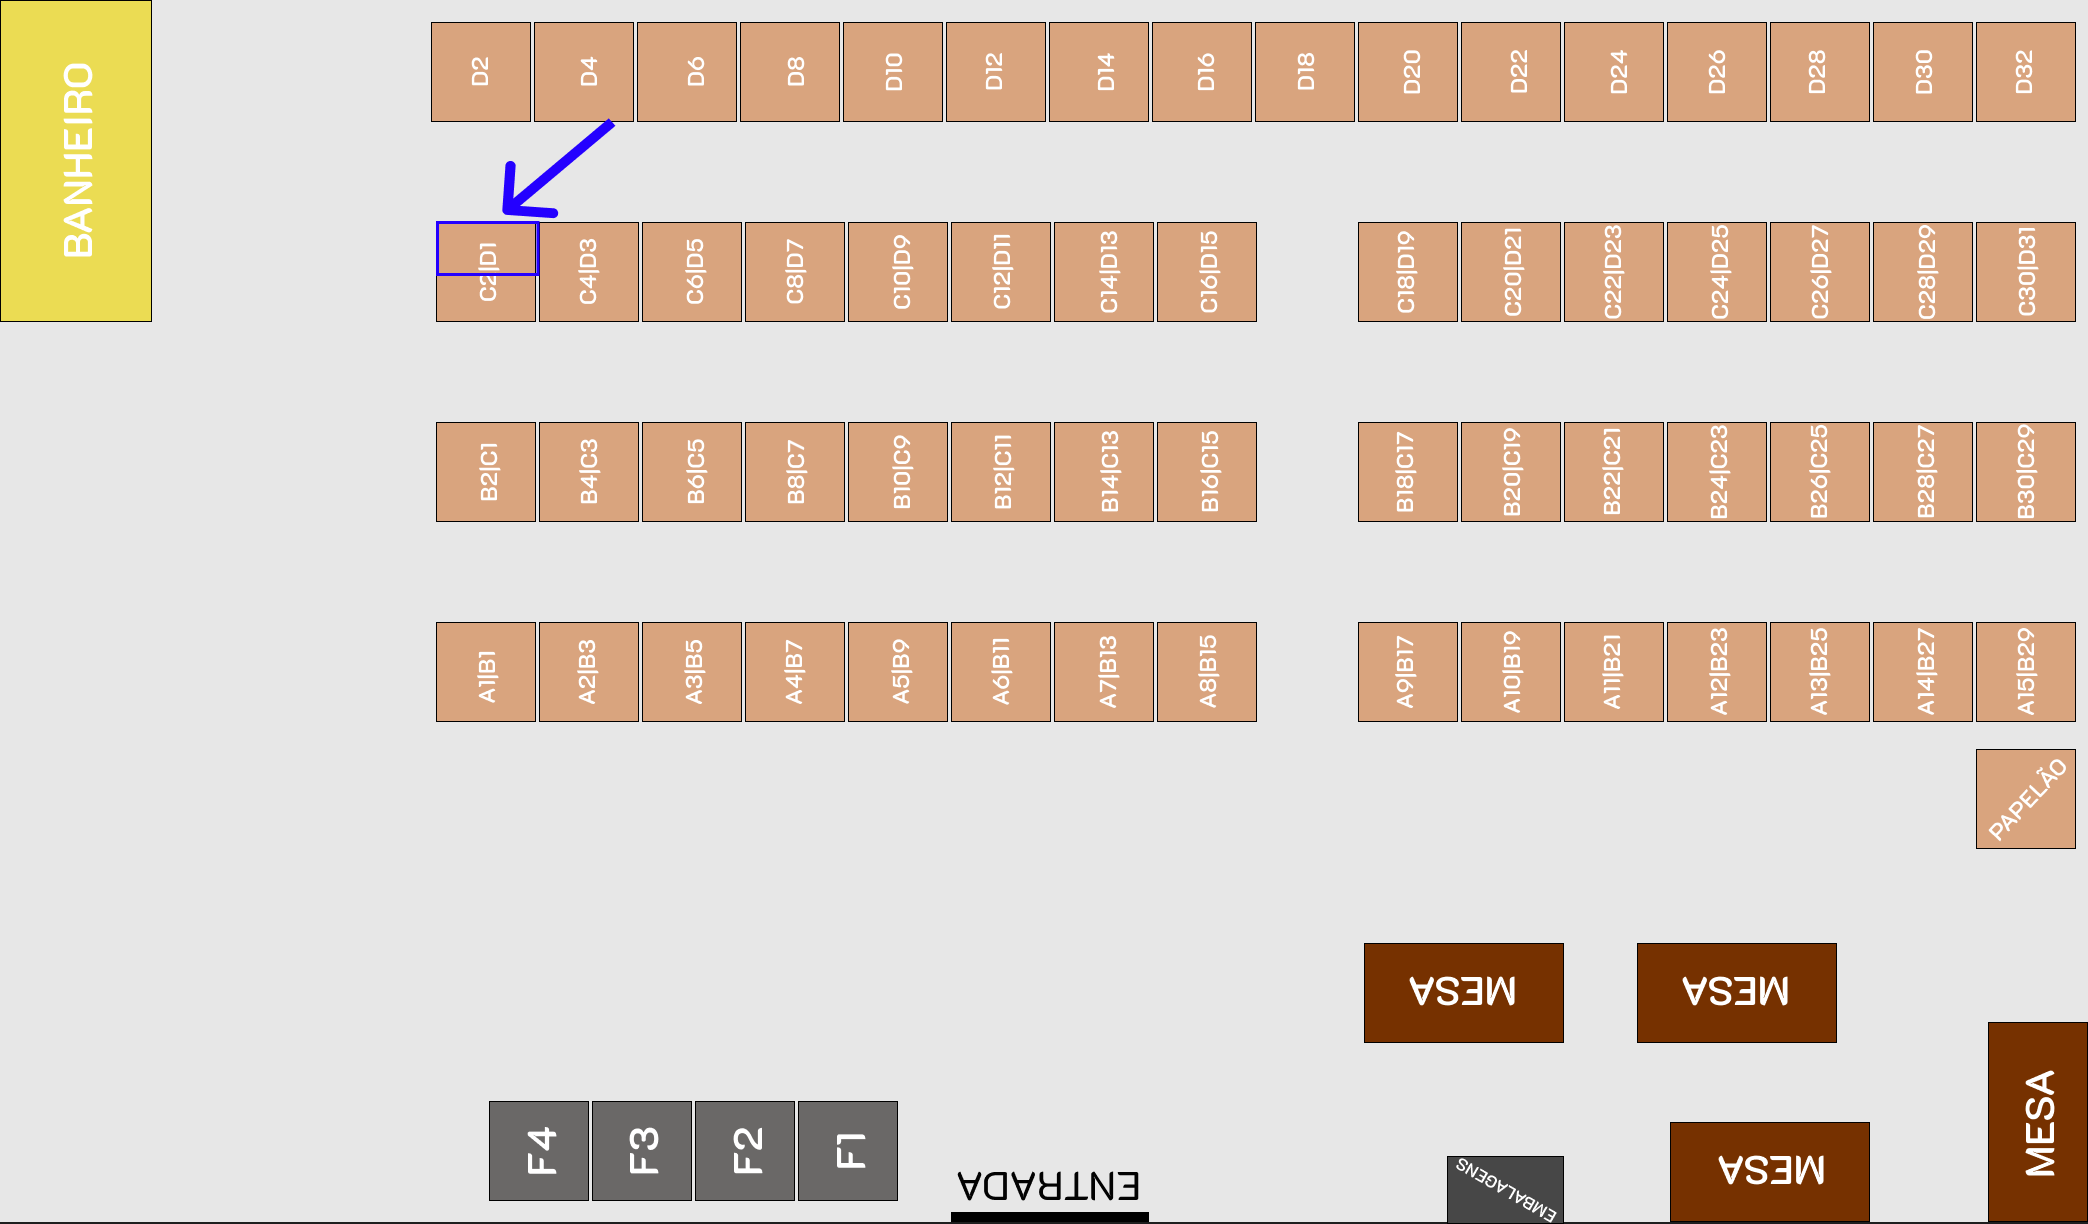 BANHEIRO
D2
D4
D6
D8
D10
D12
D14
D16
D18
D20
D22
D24
D26
D28
D30
D32
C2|D1
C4|D3
C6|D5
C8|D7
C10|D9
C12|D11
C14|D13
C16|D15
C18|D19
C20|D21
C22|D23
C24|D25
C26|D27
C28|D29
C30|D31
B2|C1
B4|C3
B6|C5
B8|C7
B10|C9
B12|C11
B14|C13
B16|C15
B18|C17
B20|C19
B22|C21
B24|C23
B26|C25
B28|C27
B30|C29
A1|B1
A2|B3
A3|B5
A4|B7
A5|B9
A6|B11
A7|B13
A8|B15
A9|B17
A10|B19
A11|B21
A12|B23
A13|B25
A14|B27
A15|B29
PAPELÃO
MESA
MESA
MESA
MESA
F4
F3
F2
F1
ENTRADA
EMBALAGENS